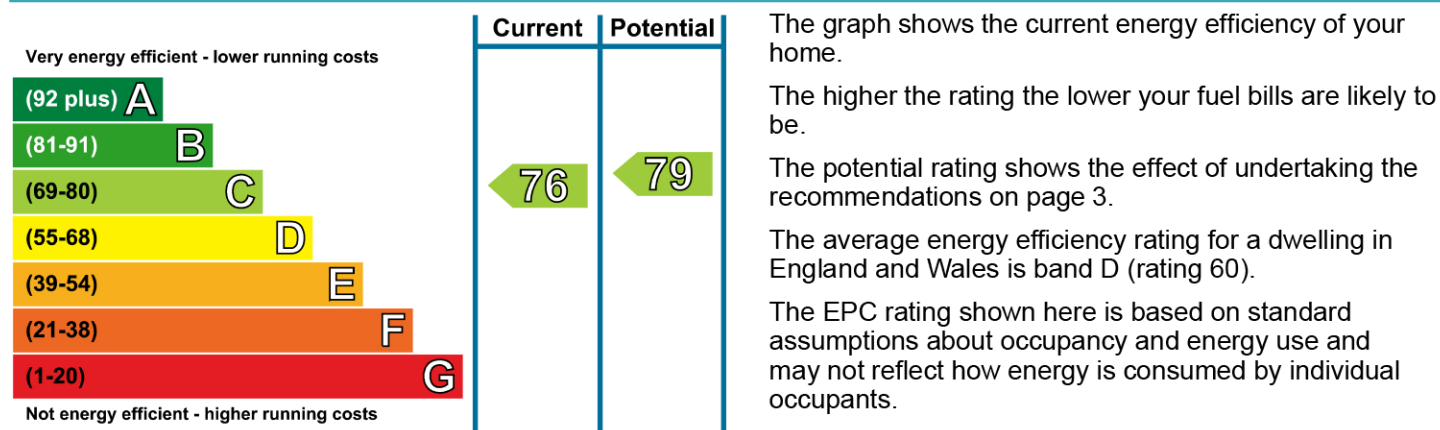 Very energy efficient - lower running costs
(92 plus) A
(81-91) B
(69-80) C
(55-68) D
(39-54) E
(21-38) F
(1-20) G
Not energy efficient - higher running costs
Current Potential
76 79
The graph shows the current energy efficiency of your
home.
The higher the rating the lower your fuel bills are likely to
be.
The potential rating shows the effect of undertaking the
recommendations on page 3.
The average energy efficiency rating for a dwelling in
England and Wales is band D (rating 60).
The EPC rating shown here is based on standard
assumptions about occupancy and energy use and
may not reflect how energy is consumed by individual
occupants.